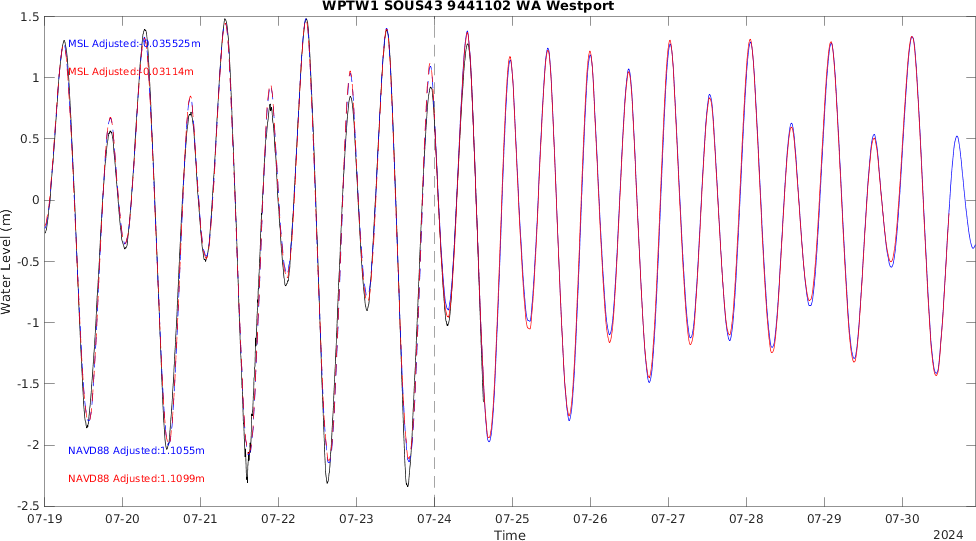 WPTW1 SOUS43 9441102 WA Westport
Water Level (m)
1.5
1
0.5
0
-0.5
-1
-1.5
-2
-2.5
MSL Adjusted:-0.035525m
MSL Adjusted:-0.03114m
NAVD88 Adjusted:1.1055m
NAVD88 Adjusted:1.1099m
07-19 07-20 07-21 07-22 07-23 07-24 07-25 07-26 07-27 07-28 07-29 07-30
Time
2024